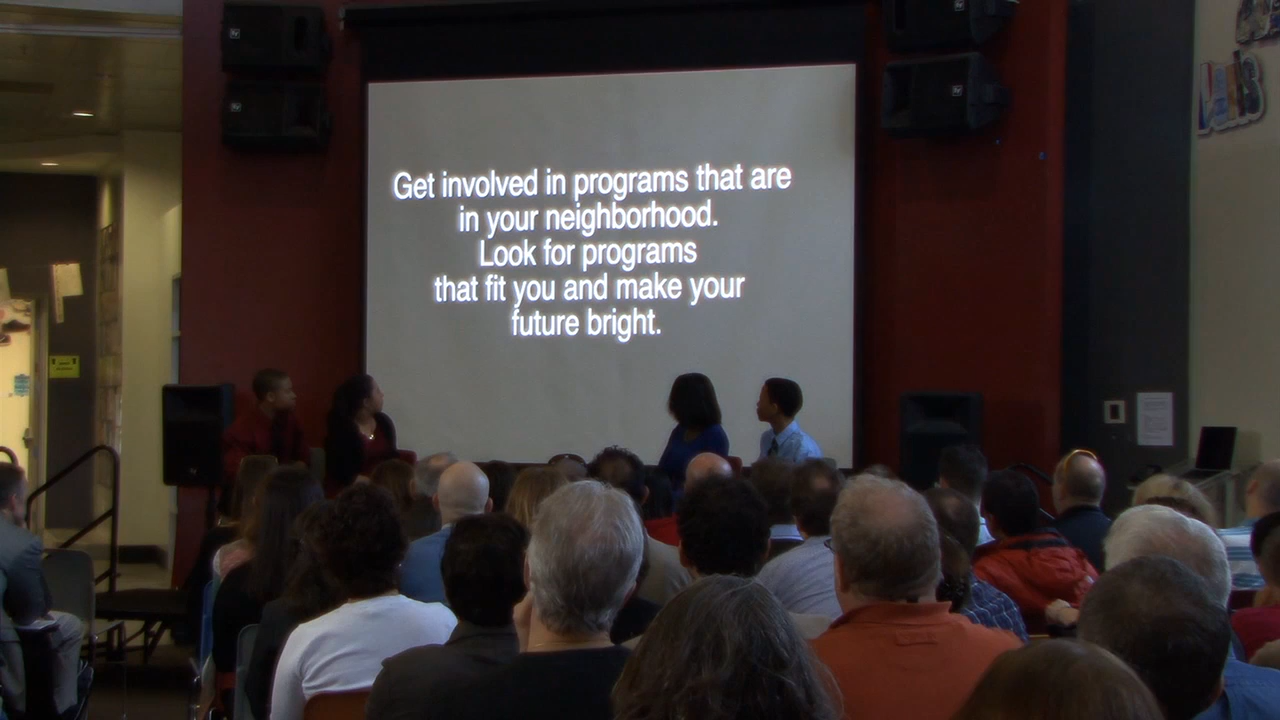 Get involved in programs that are
in your neighborhood.
Look for programs
that fit you and make your
future bright.